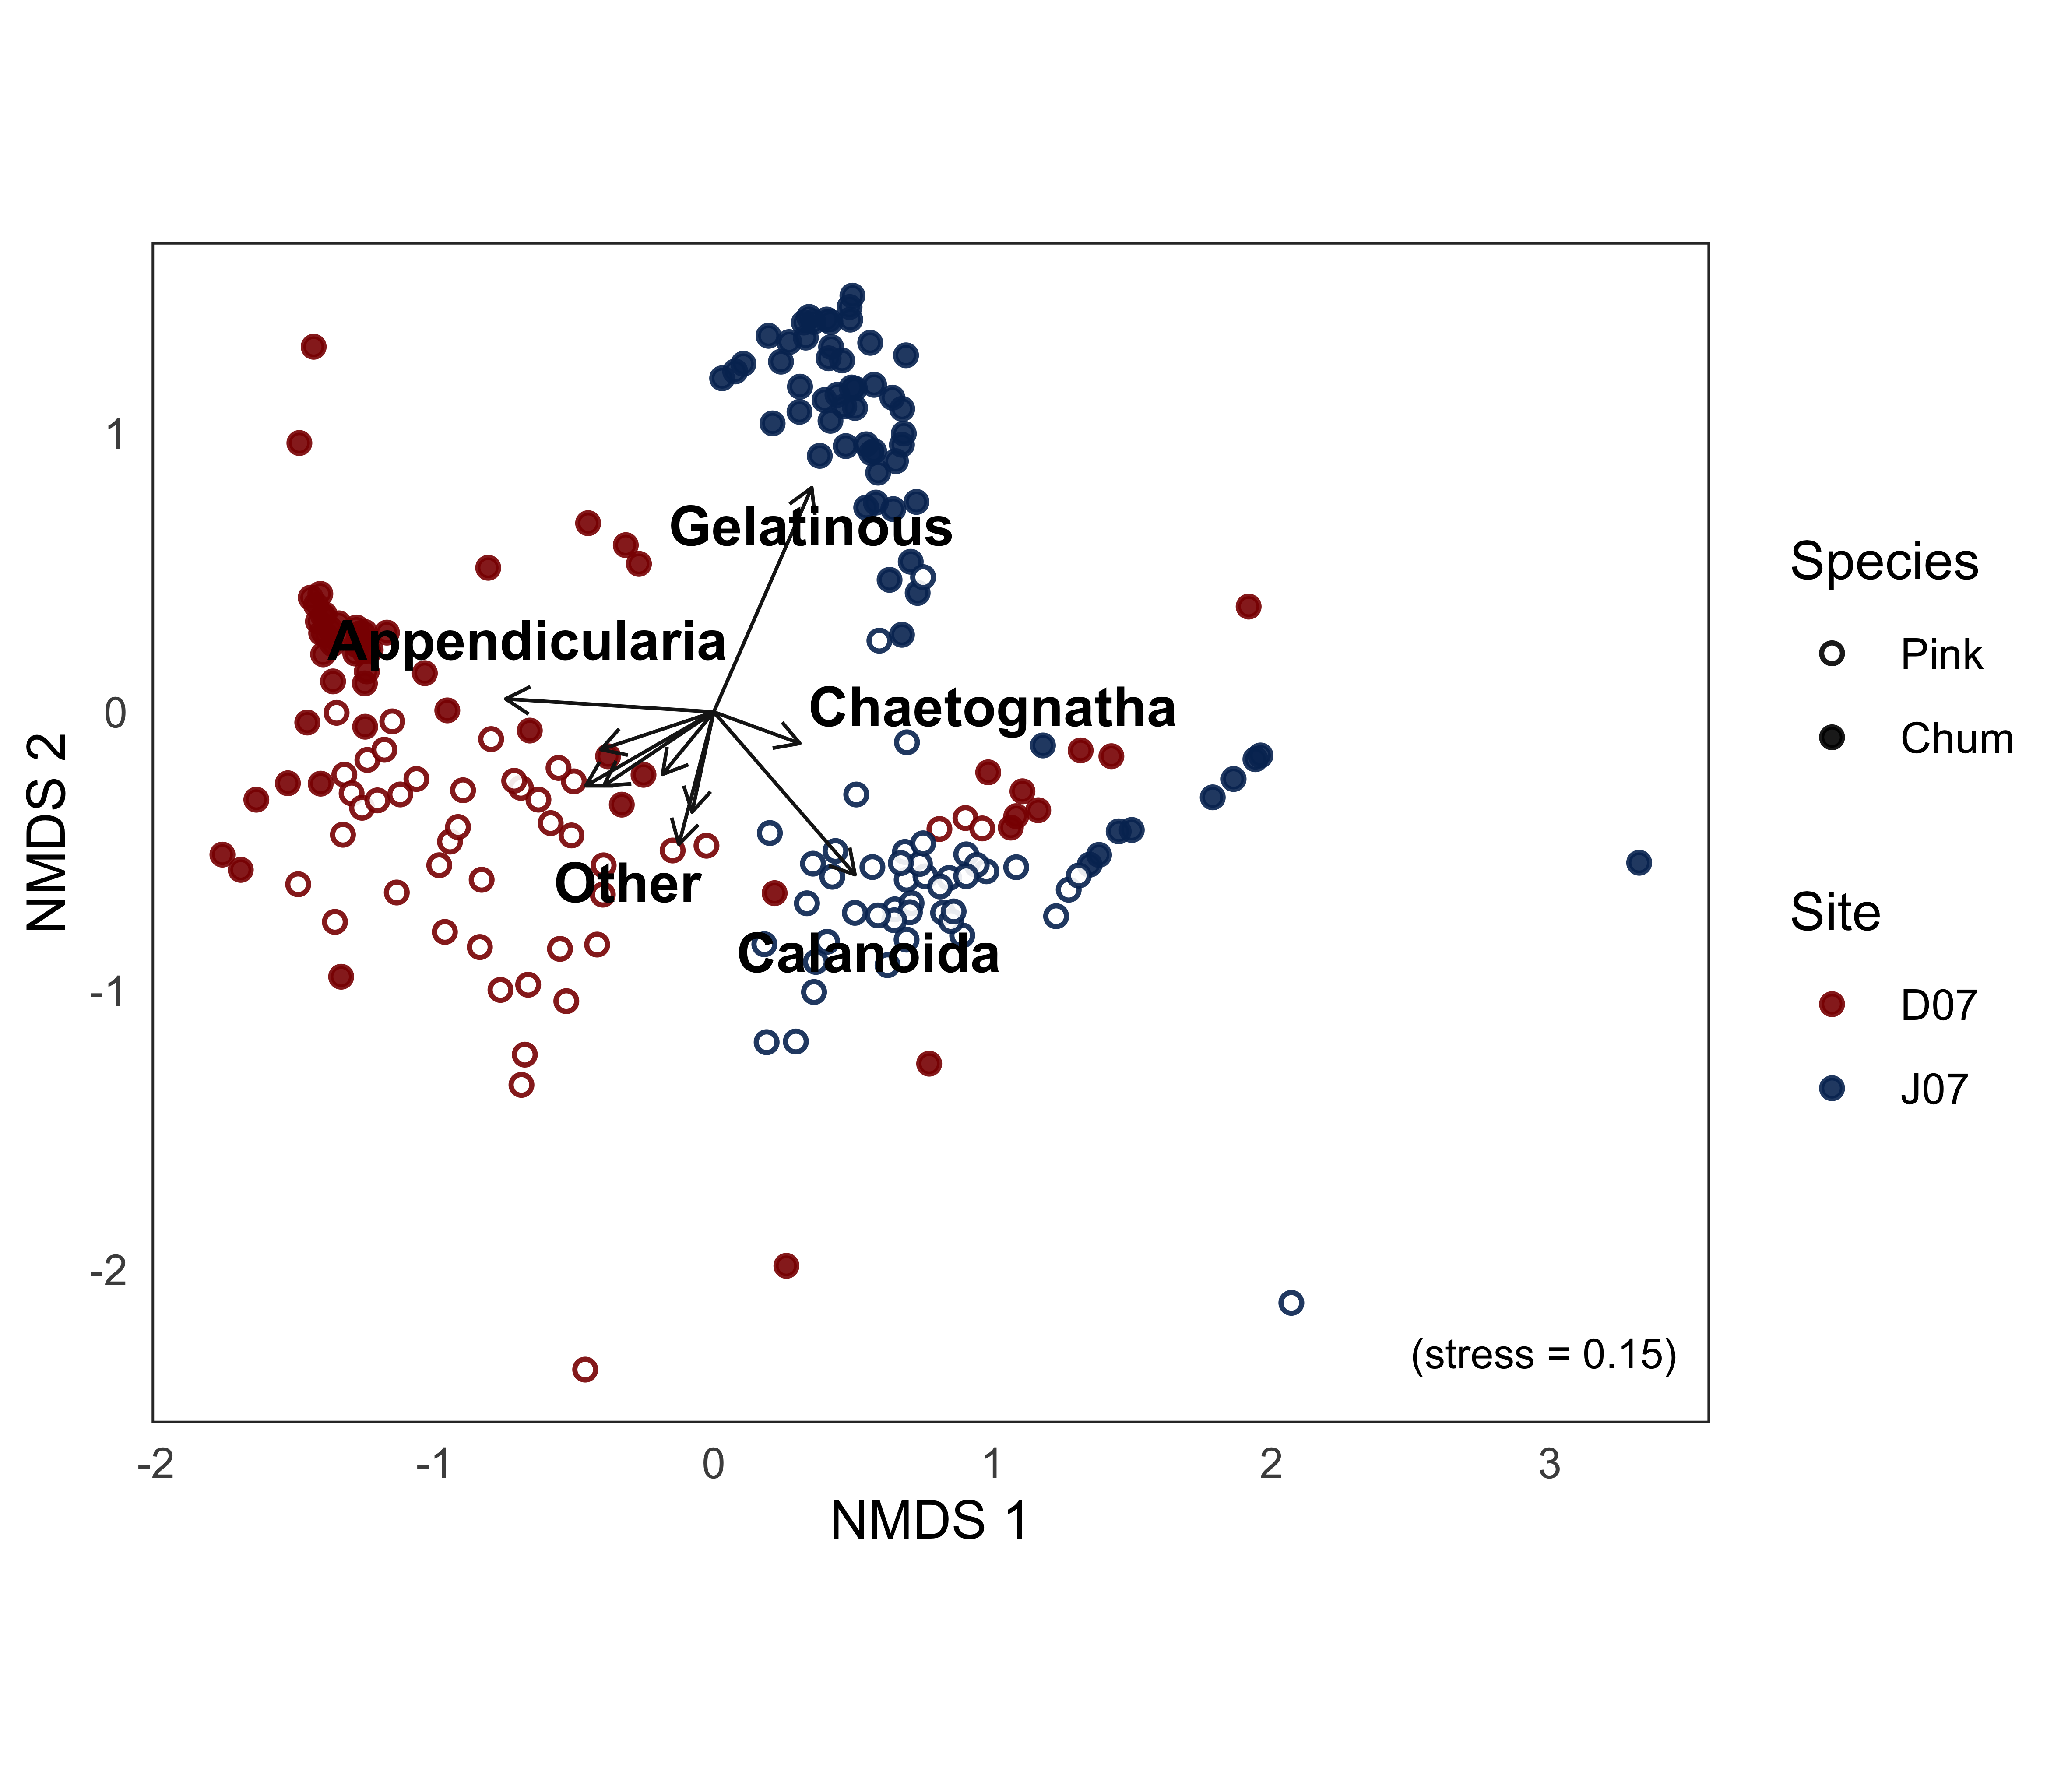 Gelatinous
Appendicularia
Chaetognatha
Other
Calanoida
(stress = 0.15)
1
0
-1
-2
NMDS 2
-2
-1
0
1
2
3
NMDS 1
Species
Pink
Chum
Site
D07
J07